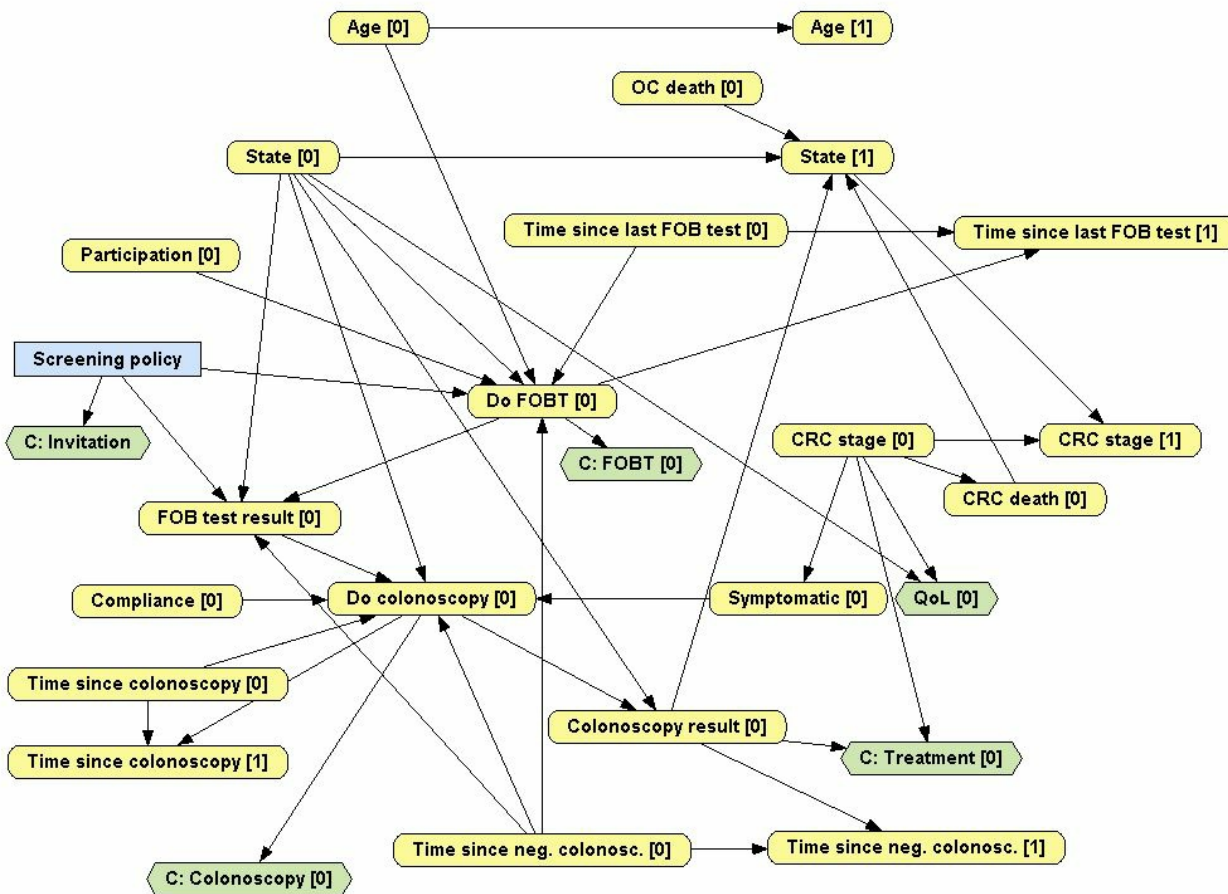 Age [0]
Age [1]
OC death [0]
State [0]
State [1]
Time since last FOB test [0]
Time since last FOB test [1]
Participation [0]
Screening policy
Do FOBT [0]
C: Invitation
CRC stage [0]
CRC stage [1]
C: FOBT [0]
CRC death [0]
FOB test result [0]
Compliance [0]
Do colonoscopy [0]
Symptomatic [0]
QoL [0]
Time since colonoscopy [0]
Colonoscopy result [0]
Time since colonoscopy [1]
C: Treatment [0]
Time since neg. colonosc. [0]
Time since neg. colonosc. [1]
C: Colonoscopy [0]